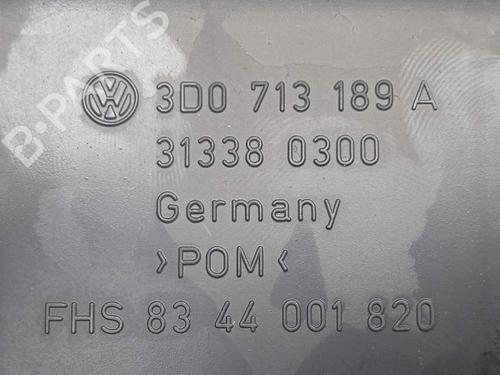 B-PARTS
3D0 713 189 A
31338 0300
Germany
>POM<
FHS 83 44 001 820